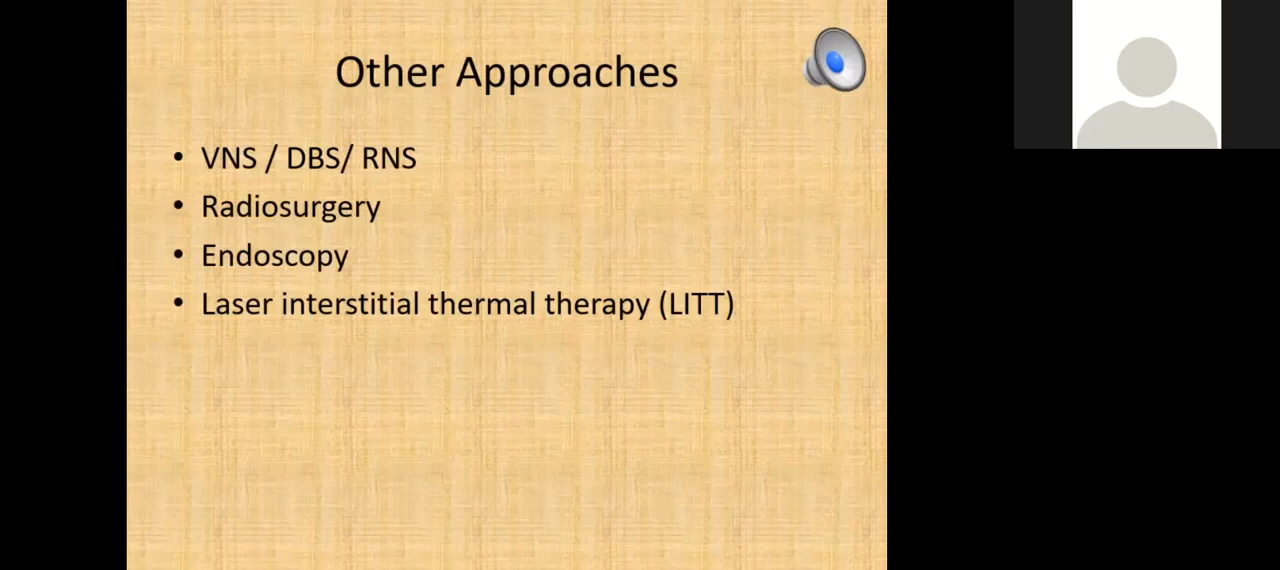 Other Approaches
• VNS / DBS/ RNS
• Radiosurgery
• Endoscopy
• Laser interstitial thermal therapy (LITT)